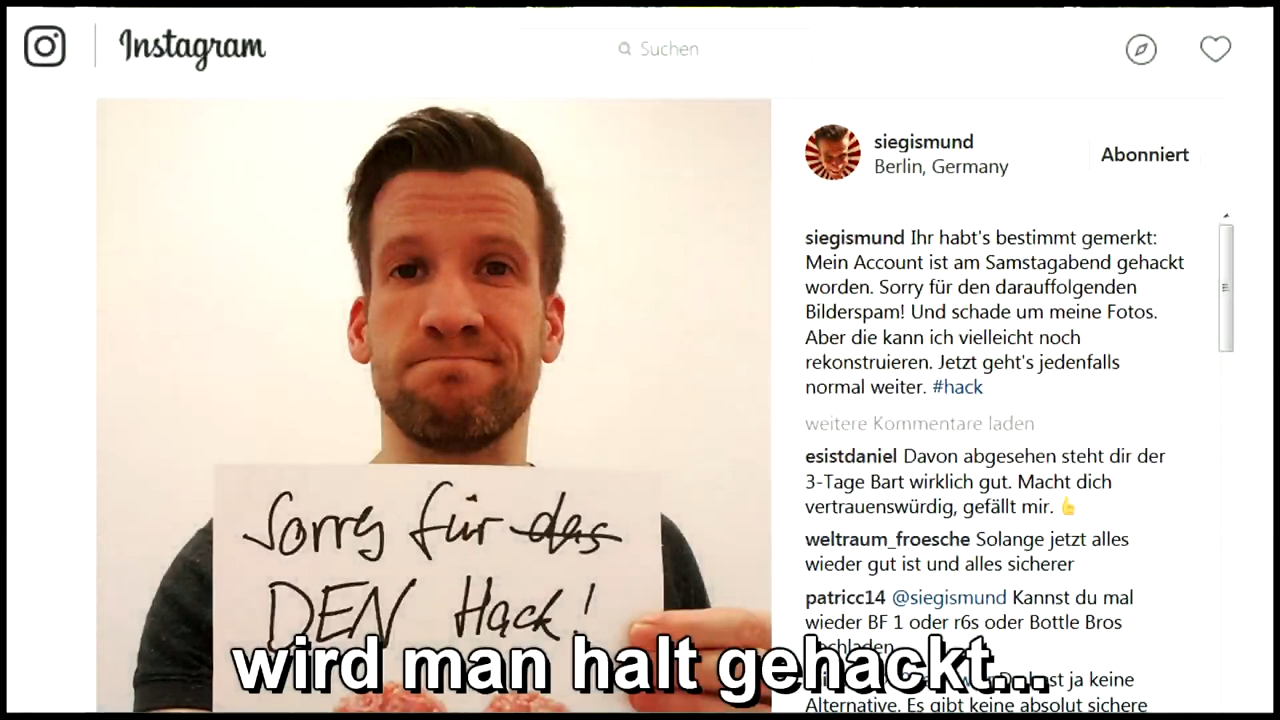 Instagram
Suchen
siegismund
Berlin, Germany
Abonniert
siegismund Ihr habt's bestimmt gemerkt:
Mein Account ist am Samstagabend gehackt
worden. Sorry für den darauffolgenden
Bilderspam! Und schade um meine Fotos.
Aber die kann ich vielleicht noch
rekonstruieren. Jetzt geht's jedenfalls
normal weiter. #hack
weitere Kommentare laden
esistdaniel Davon abgesehen steht dir der
3-Tage Bart wirklich gut. Macht dich
vertrauenswürdig, gefällt mir. 👍
weltraum_froesche Solange jetzt alles
wieder gut ist und alles sicherer
patricc14 @siegismund Kannst du mal
wieder BF 1 oder r6s oder Bottle Bros
ja keine
Alternative. Es gibt keine absolut sichere
Sorry für das
DEN Hack!
wird man halt gehackt...